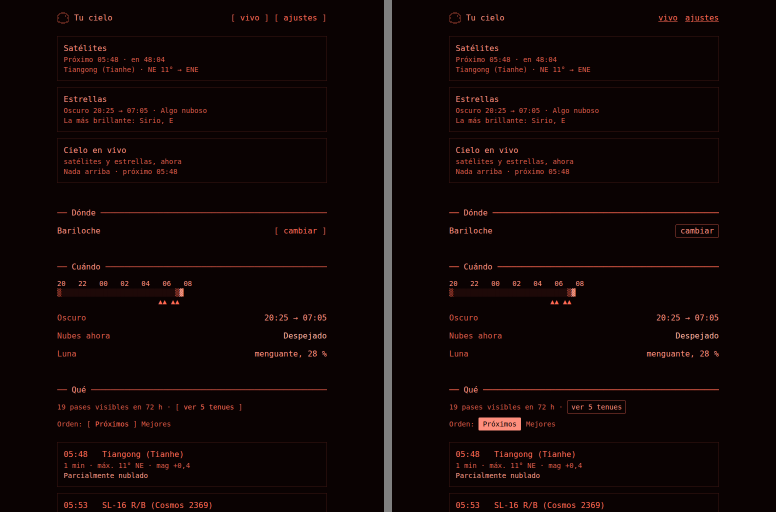 Tu cielo [ vivo ] [ ajustes ]
Satélites
Próximo 05:48 · en 48:04
Tiangong (Tianhe) · NE 11° → ENE
Estrellas
Oscuro 20:25 → 07:05 · Algo nuboso
La más brillante: Sirio, E
Cielo en vivo
satélites y estrellas, ahora
Nada arriba · próximo 05:48
Dónde
Bariloche [ cambiar ]
Cuándo
20 22 00 02 04 06 08
▲▲ ▲▲
Oscuro 20:25 → 07:05
Nubes ahora Despejado
Luna menguante, 28 %
Qué
19 pases visibles en 72 h · [ ver 5 tenues ]
Orden: [ Próximos ] Mejores
05:48 Tiangong (Tianhe)
1 min · máx. 11° NE · mag +0,4
Parcialmente nublado
05:53 SL-16 R/B (Cosmos 2369)
Tu cielo vivo ajustes
Satélites
Próximo 05:48 · en 48:04
Tiangong (Tianhe) · NE 11° → ENE
Estrellas
Oscuro 20:25 → 07:05 · Algo nuboso
La más brillante: Sirio, E
Cielo en vivo
satélites y estrellas, ahora
Nada arriba · próximo 05:48
Dónde
Bariloche cambiar
Cuándo
20 22 00 02 04 06 08
▲▲ ▲▲
Oscuro 20:25 → 07:05
Nubes ahora Despejado
Luna menguante, 28 %
Qué
19 pases visibles en 72 h · ver 5 tenues
Orden: Próximos Mejores
05:48 Tiangong (Tianhe)
1 min · máx. 11° NE · mag +0,4
Parcialmente nublado
05:53 SL-16 R/B (Cosmos 2369)